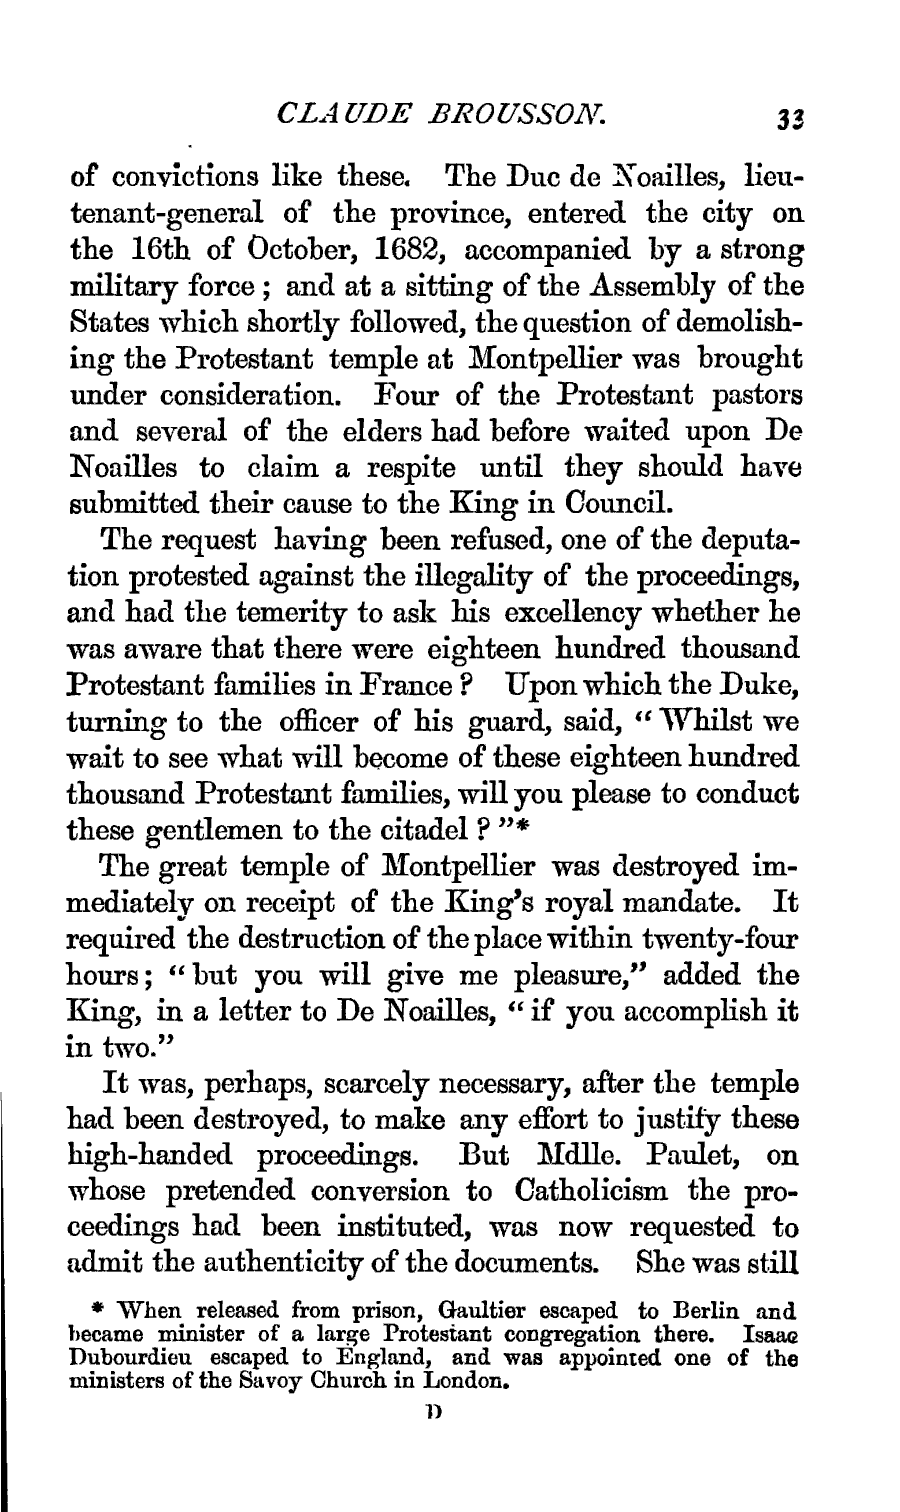 CLAUDE BROUSSON. 33
of convictions like these. The Duc de Noailles, lieu-
tenant-general of the province, entered the city on
the 16th of October, 1682, accompanied by a strong
military force ; and at a sitting of the Assembly of the
States which shortly followed, the question of demolish-
ing the Protestant temple at Montpellier was brought
under consideration. Four of the Protestant pastors
and several of the elders had before waited upon De
Noailles to claim a respite until they should have
submitted their cause to the King in Council.
The request having been refused, one of the deputa-
tion protested against the illegality of the proceedings,
and had the temerity to ask his excellency whether he
was aware that there were eighteen hundred thousand
Protestant families in France ? Upon which the Duke,
turning to the officer of his guard, said, “ Whilst we
wait to see what will become of these eighteen hundred
thousand Protestant families, will you please to conduct
these gentlemen to the citadel ? ”*
The great temple of Montpellier was destroyed im-
mediately on receipt of the King’s royal mandate. It
required the destruction of the place within twenty-four
hours ; “ but you will give me pleasure,” added the
King, in a letter to De Noailles, “ if you accomplish it
in two.”
It was, perhaps, scarcely necessary, after the temple
had been destroyed, to make any effort to justify these
high-handed proceedings. But Mdlle. Paulet, on
whose pretended conversion to Catholicism the pro-
ceedings had been instituted, was now requested to
admit the authenticity of the documents. She was still
* When released from prison, Gaultier escaped to Berlin and
became minister of a large Protestant congregation there. Isaac
Dubourdieu escaped to England, and was appointed one of the
ministers of the Savoy Church in London.
D